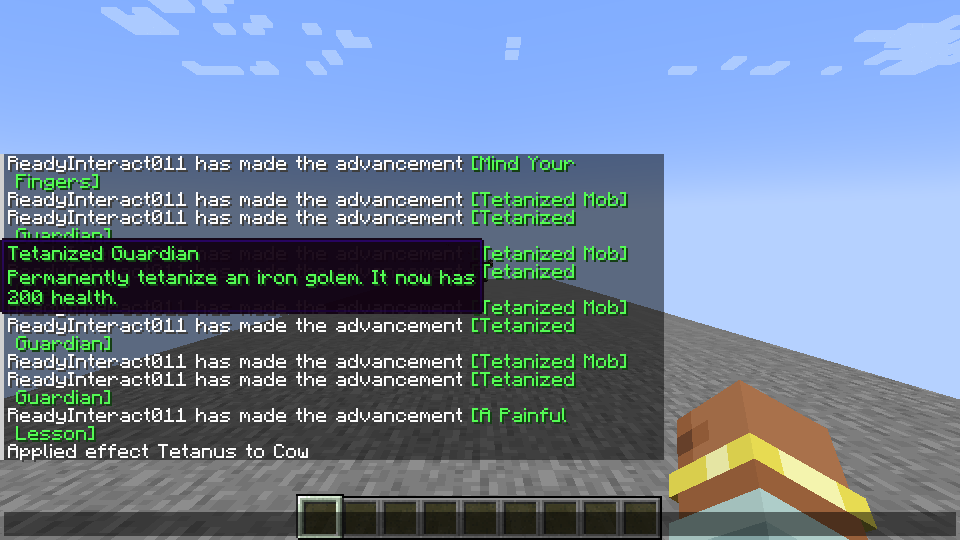 ReadyInteract011 has made the advancement [Mind Your
Fingers]
ReadyInteract011 has made the advancement [Tetanized Mob]
ReadyInteract011 has made the advancement [Tetanized
Guardian]
Tetanized Mob]
Tetanized Guardian
[Tetanized
Permanently tetanize an iron golem. It now has
200 health.
Tetanized Mob]
ReadyInteract011 has made the advancement [Tetanized
Guardian]
ReadyInteract011 has made the advancement [Tetanized Mob]
ReadyInteract011 has made the advancement [Tetanized
Guardian]
ReadyInteract011 has made the advancement [A Painful
Lesson]
Applied effect Tetanus to Cow